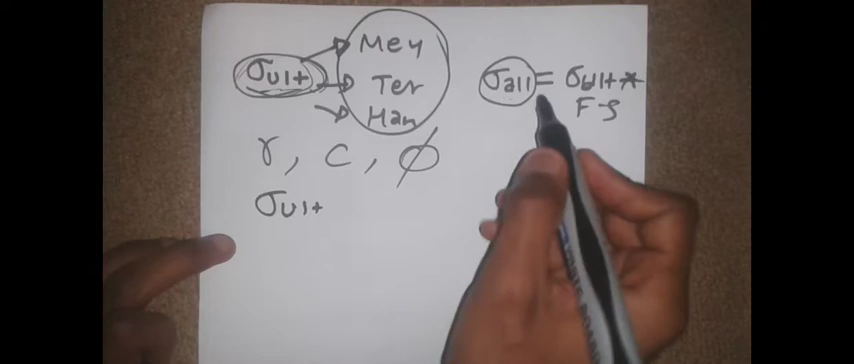 σult Mey
Ter
Han
γ, c, φ
σult
σall = σult *
F-S